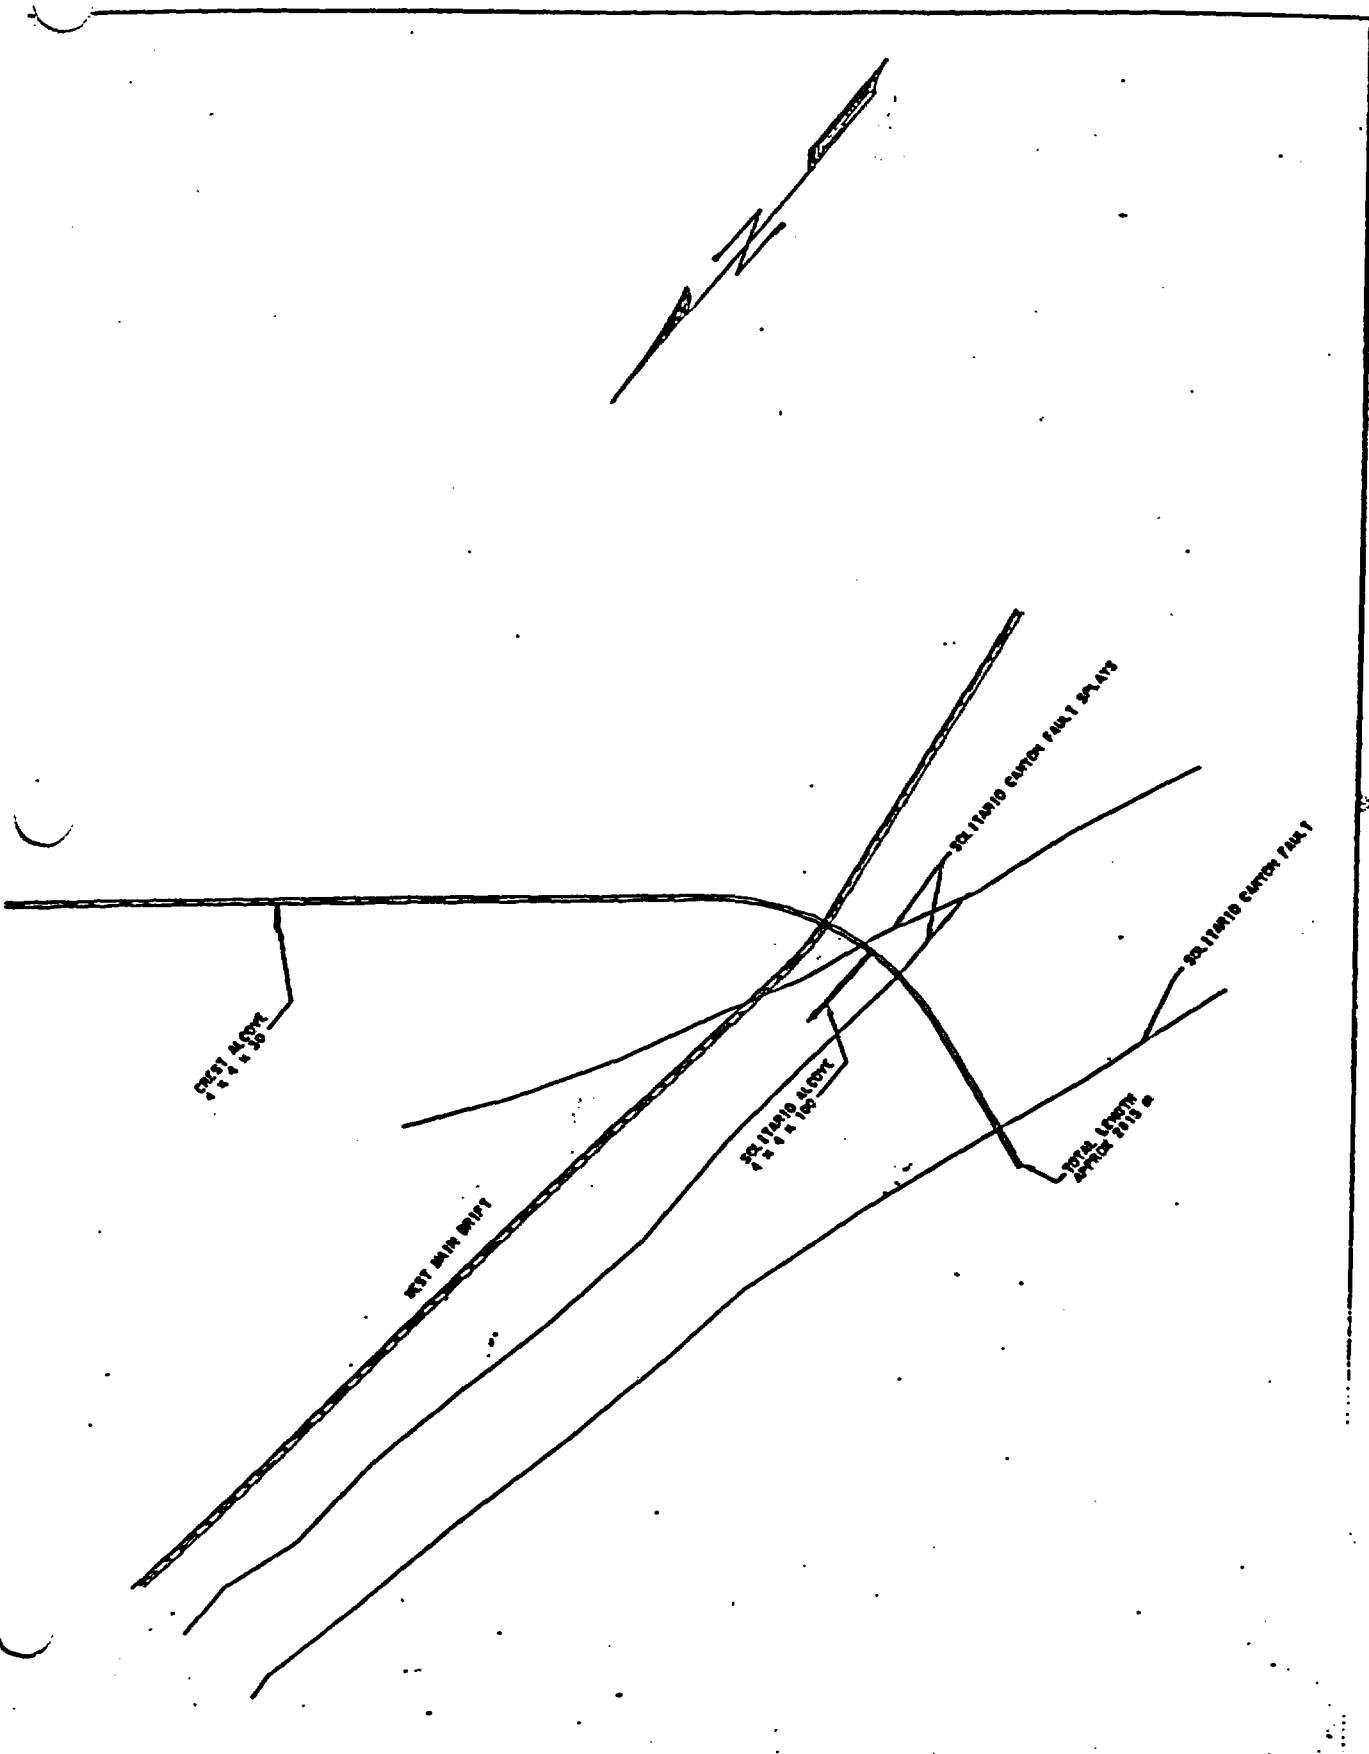 N
SOLITARIO CANYON FAULT SPLAYS
SOLITARIO CANYON FAULT
CREST ALCOVE
4 x 4 x 30
SOLITARIO ALCOVE
4 x 4 x 100
TOTAL LENGTH
APPROX 2815 m
WEST MAIN DRIFT